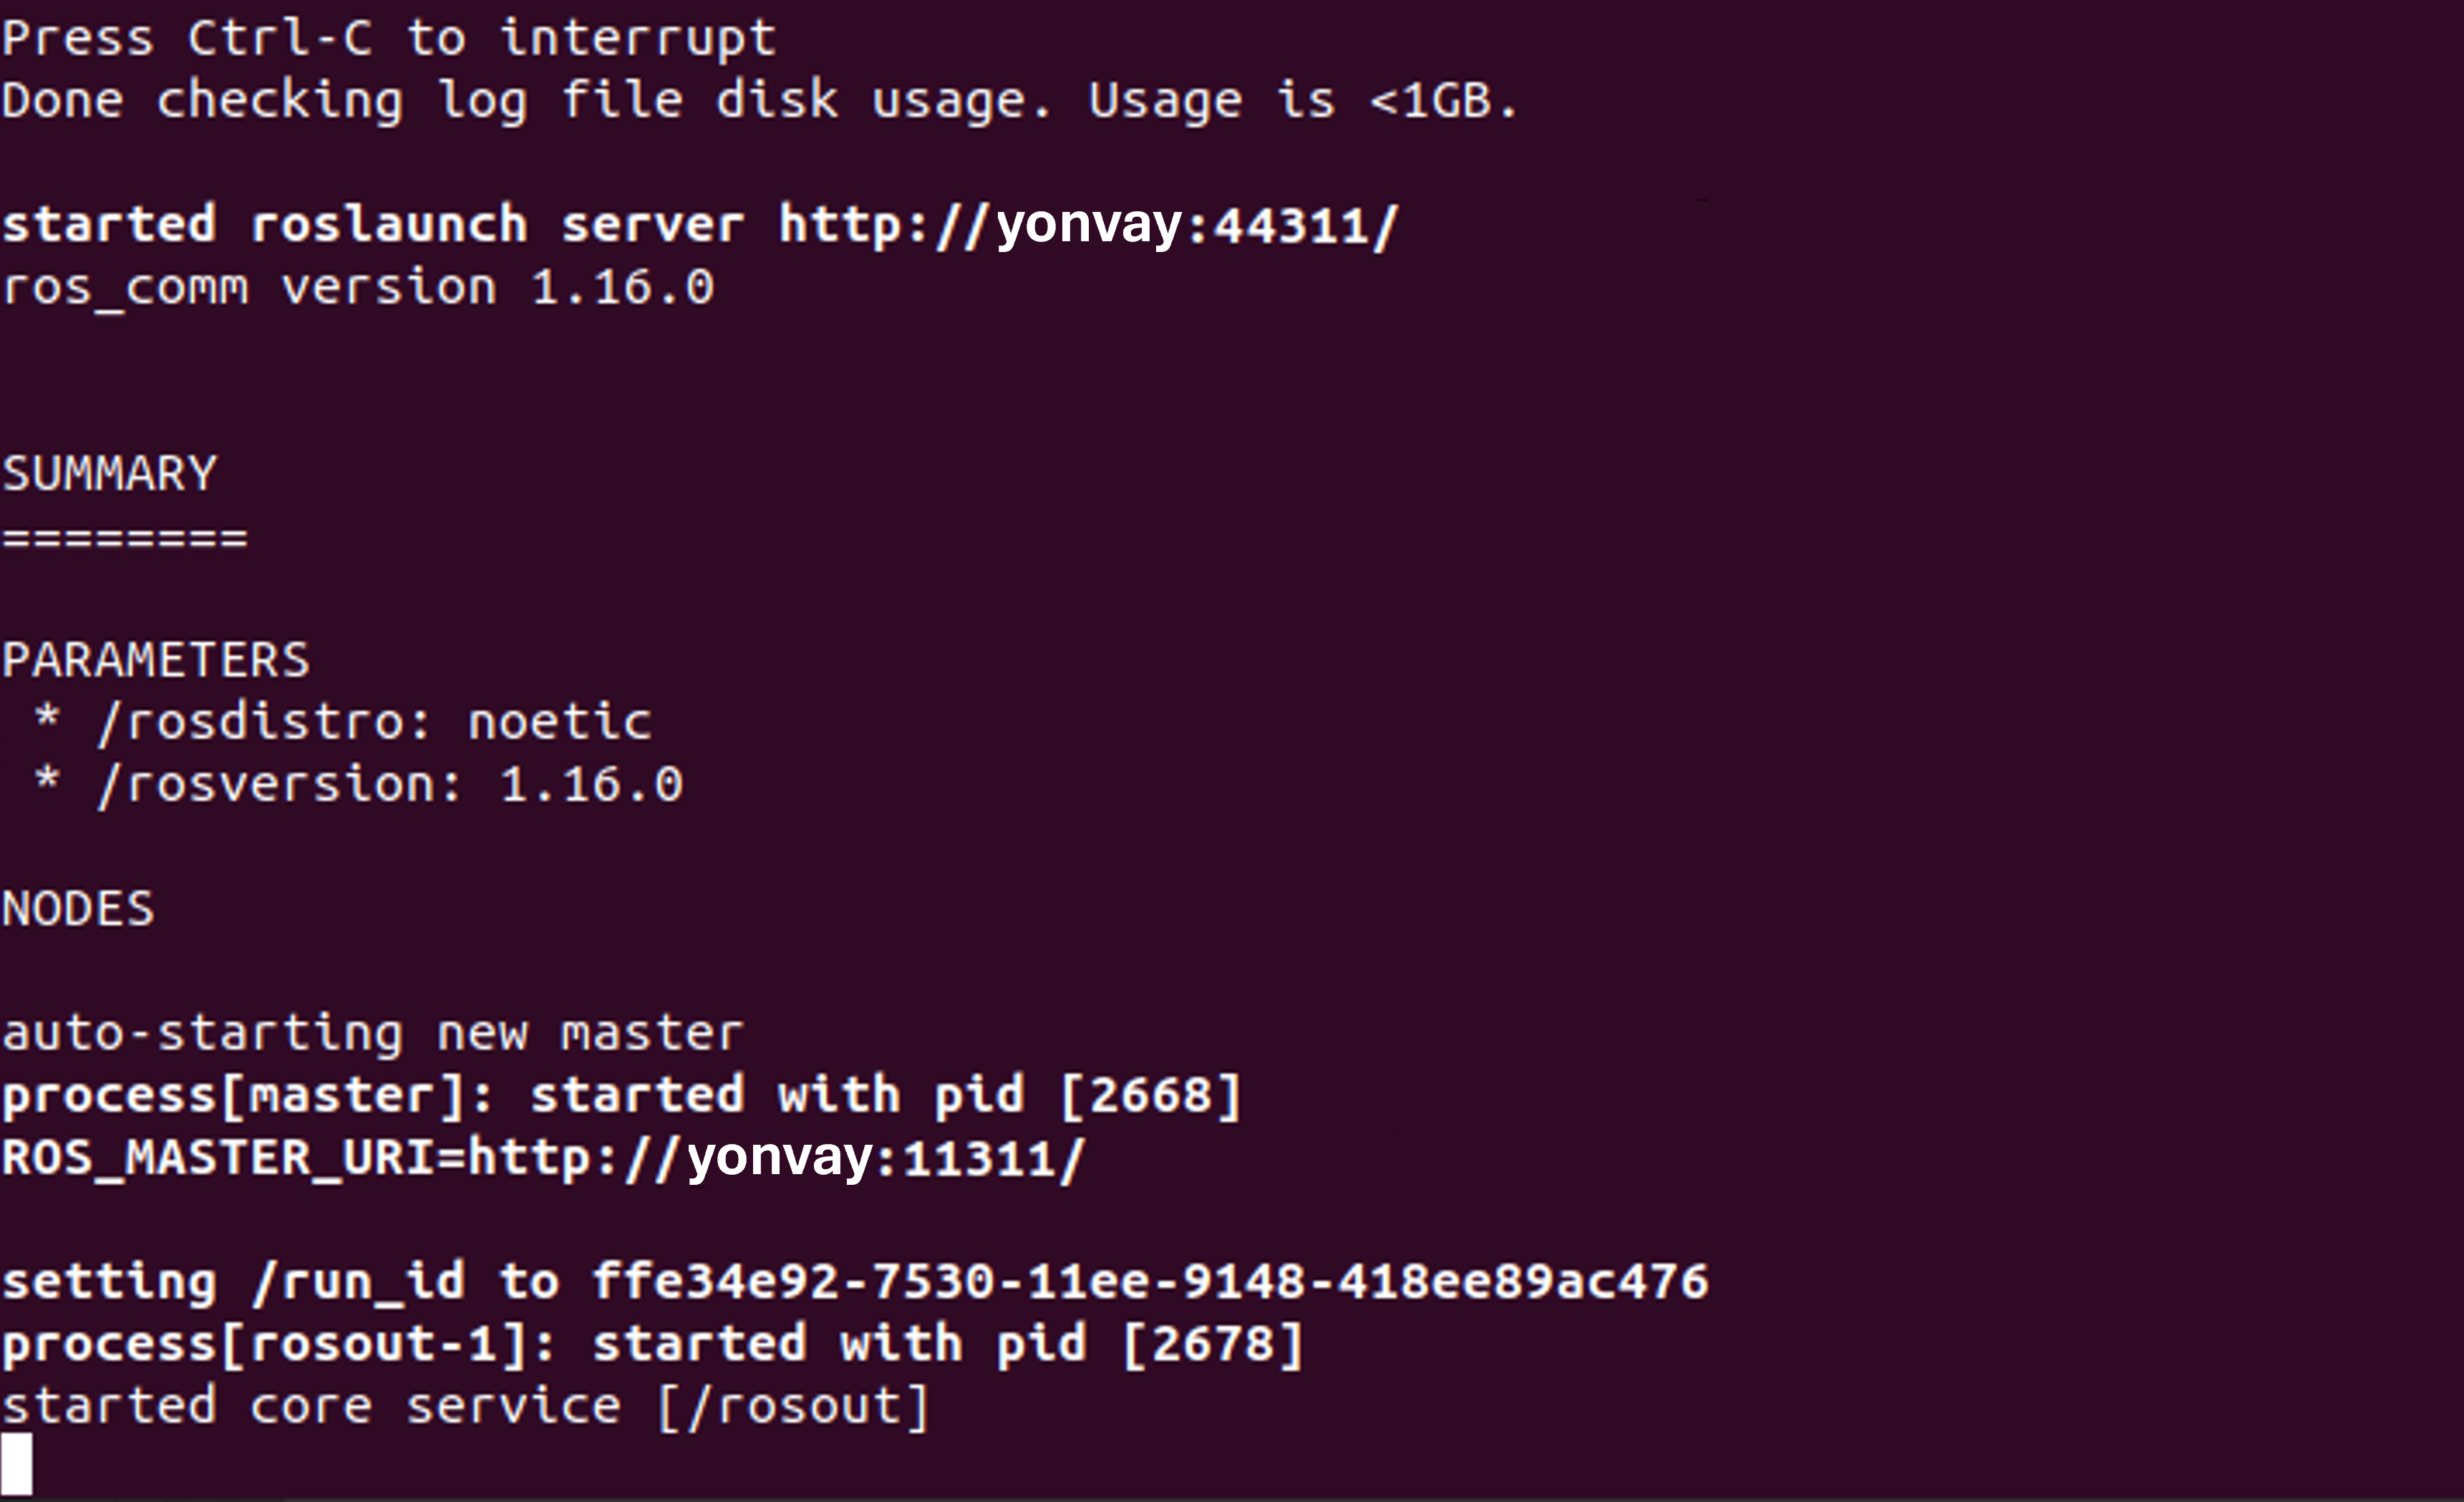 Press Ctrl-C to interrupt
Done checking log file disk usage. Usage is <1GB.
started roslaunch server http://yonvay:44311/
ros_comm version 1.16.0
SUMMARY
========
PARAMETERS
 * /rosdistro: noetic
 * /rosversion: 1.16.0
NODES
auto-starting new master
process[master]: started with pid [2668]
ROS_MASTER_URI=http://yonvay:11311/
setting /run_id to ffe34e92-7530-11ee-9148-418ee89ac476
process[rosout-1]: started with pid [2678]
started core service [/rosout]